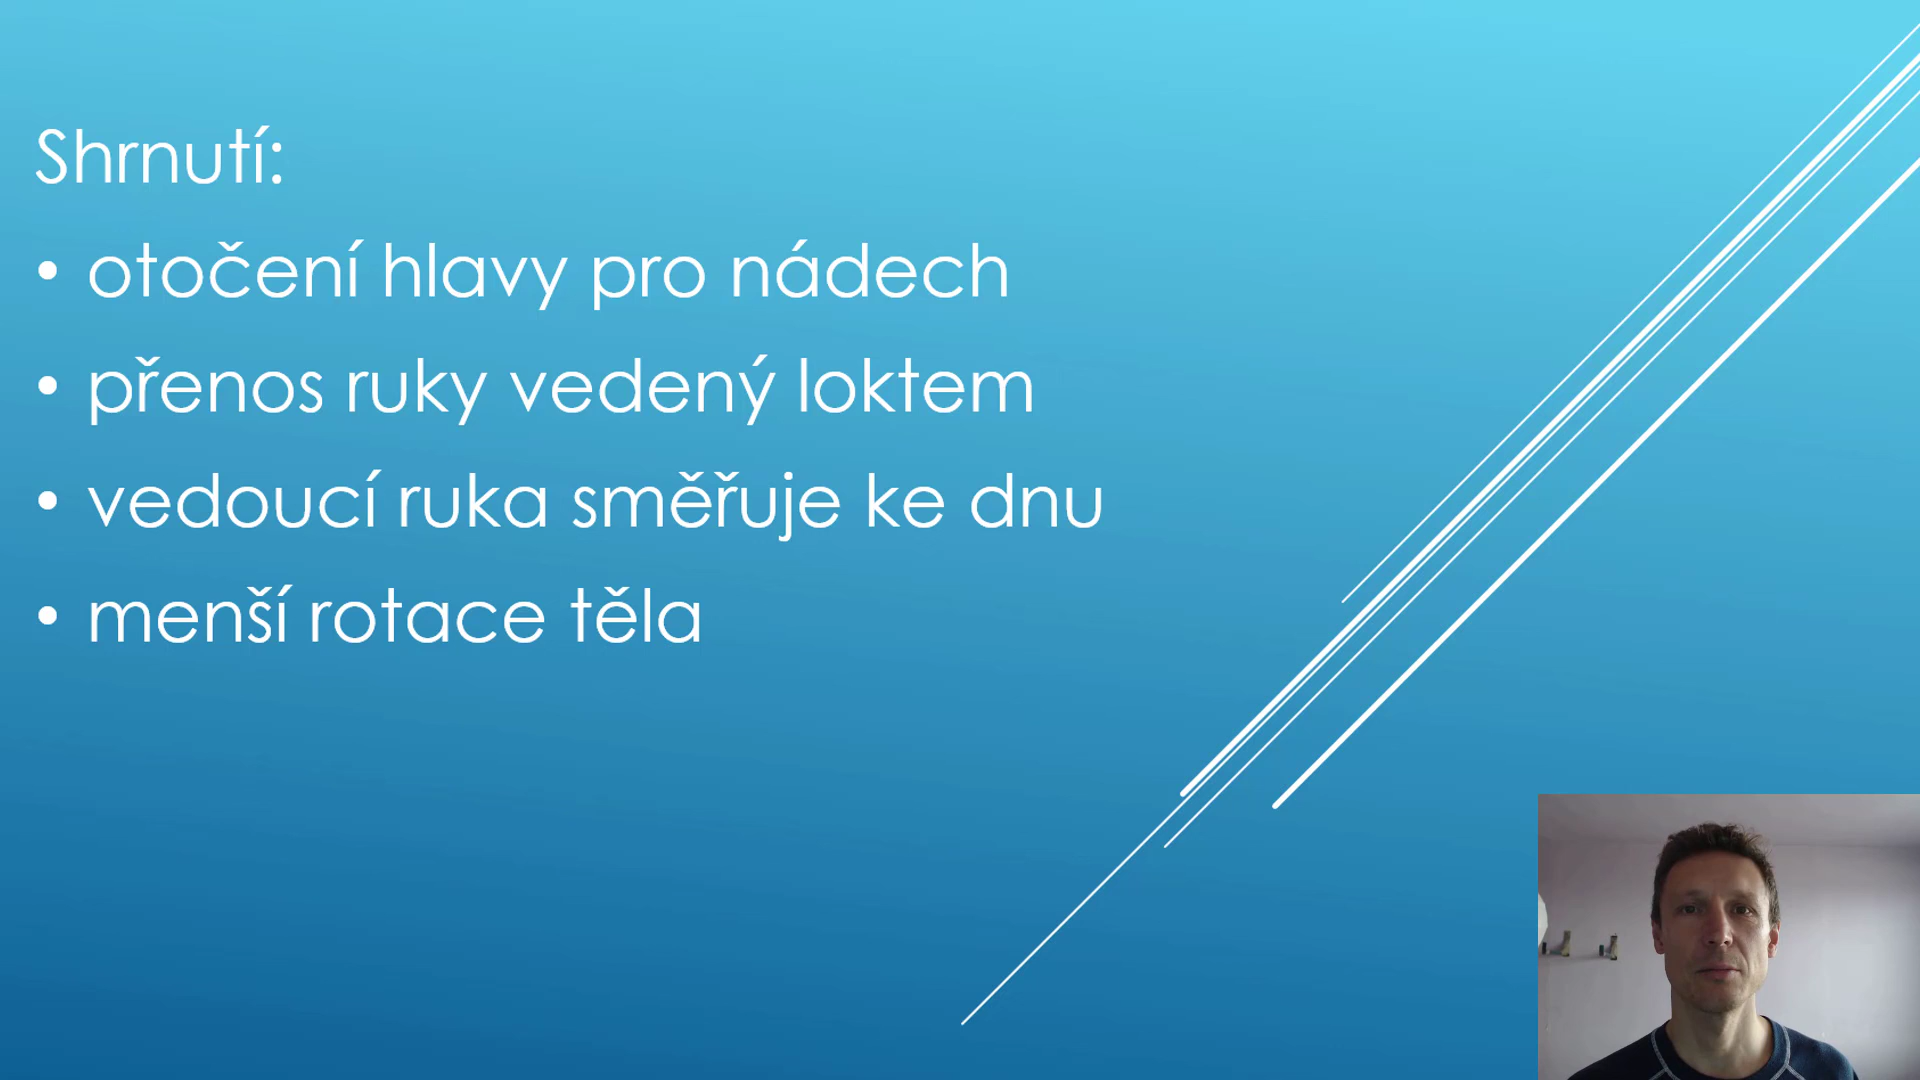 Shrnutí:
• otočení hlavy pro nádech
• přenos ruky vedený loktem
• vedoucí ruka směřuje ke dnu
• menší rotace těla